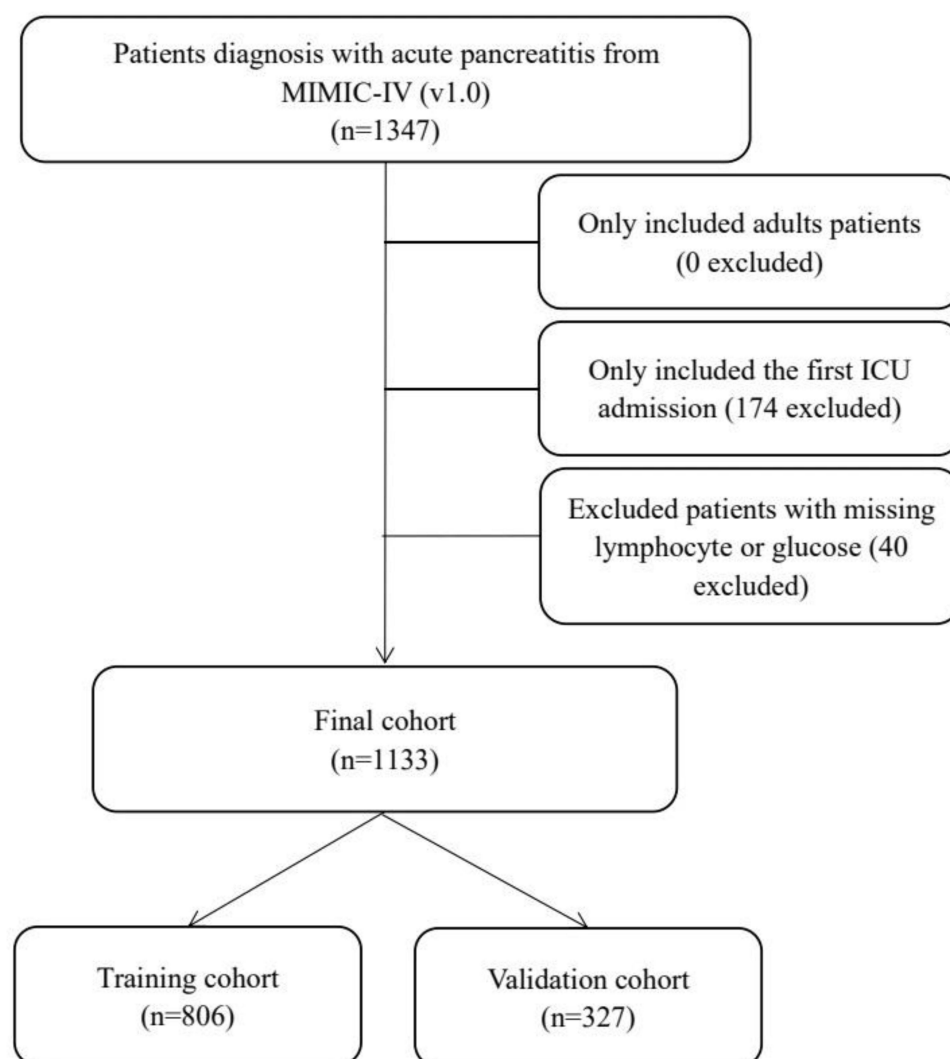 Patients diagnosis with acute pancreatitis from
MIMIC-IV (v1.0)
(n=1347)
Only included adults patients
(0 excluded)
Only included the first ICU
admission (174 excluded)
Excluded patients with missing
lymphocyte or glucose (40
excluded)
Final cohort
(n=1133)
Training cohort
(n=806)
Validation cohort
(n=327)